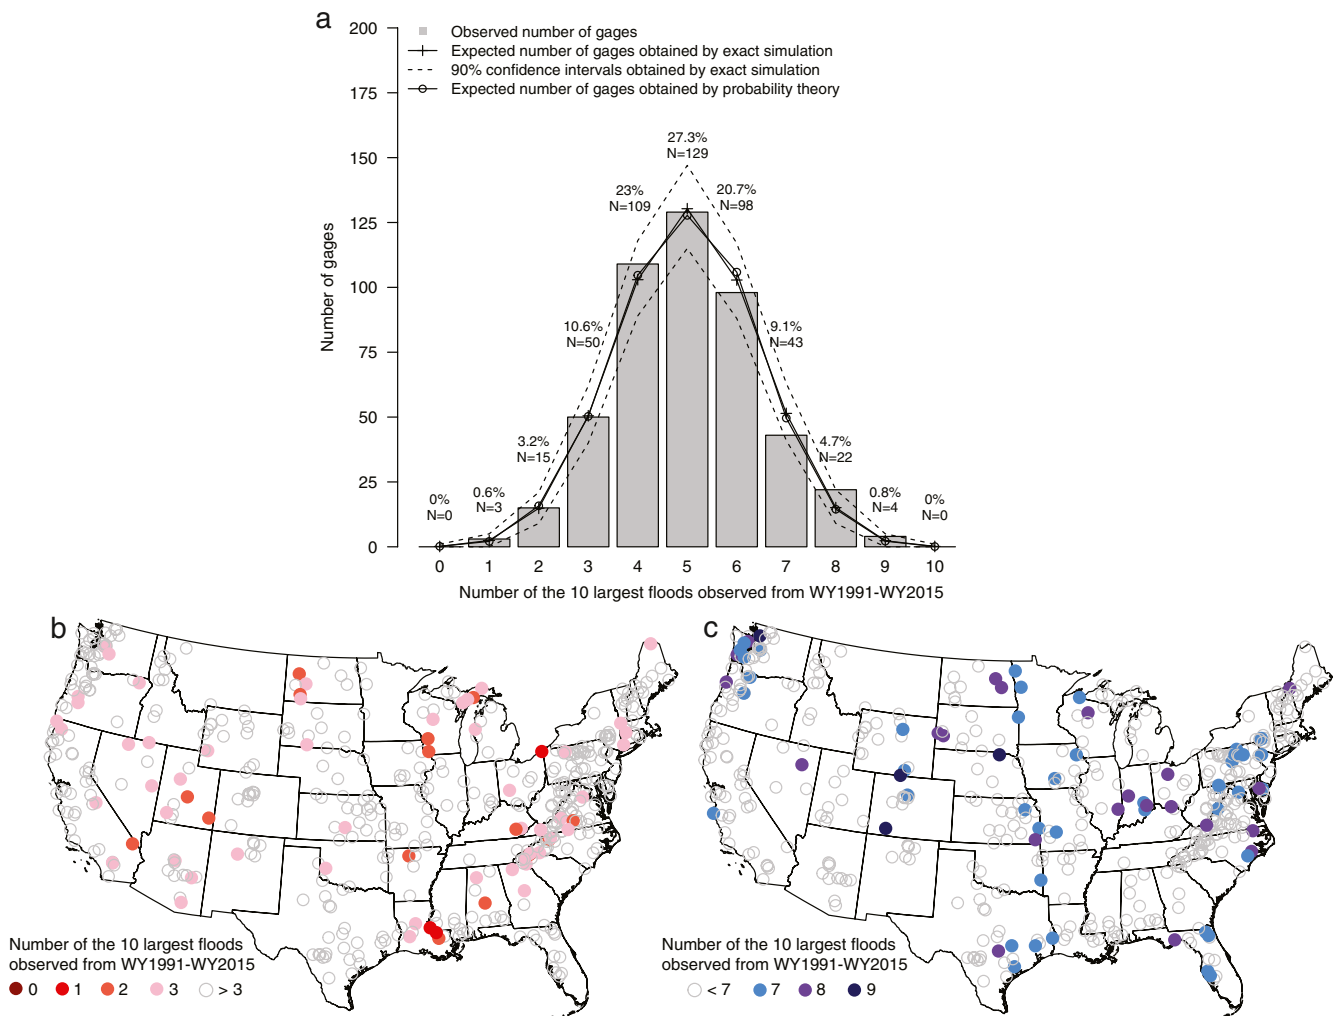 a
200
175
150
125
100
75
50
25
0
Number of gages
Observed number of gages
Expected number of gages obtained by exact simulation
90% confidence intervals obtained by exact simulation
Expected number of gages obtained by probability theory
0%
N=0
0.6%
N=3
3.2%
N=15
10.6%
N=50
23%
N=109
27.3%
N=129
20.7%
N=98
9.1%
N=43
4.7%
N=22
0.8%
N=4
0%
N=0
0 1 2 3 4 5 6 7 8 9 10
Number of the 10 largest floods observed from WY1991-WY2015
b
Number of the 10 largest floods
observed from WY1991-WY2015
0 1 2 3 > 3
c
Number of the 10 largest floods
observed from WY1991-WY2015
< 7 7 8 9